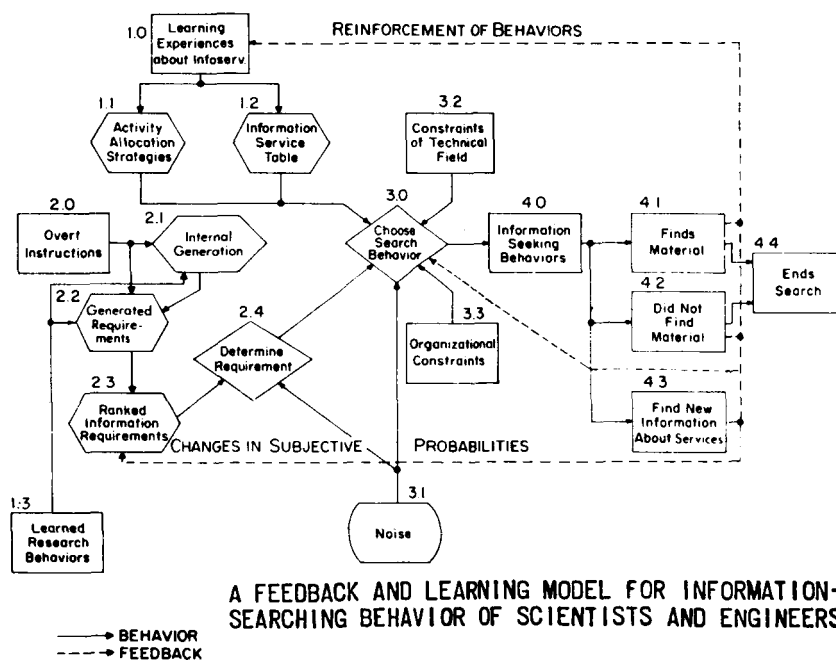 REINFORCEMENT OF BEHAVIORS
1.0
Learning
Experiences
about Infoserv.
1.1
Activity
Allocation
Strategies
1.2
Information
Service
Table
3.2
Constraints
of Technical
Field
2.0
Overt
Instructions
2.1
Internal
Generation
3.0
Choose
Search
Behavior
4.0
Information
Seeking
Behaviors
4.1
Finds
Material
4.4
Ends
Search
2.2
Generated
Require-
ments
2.4
Determine
Requirement
3.3
Organizational
Constraints
4.2
Did Not
Find
Material
2.3
Ranked
Information
Requirements
4.3
Find New
Information
About Services
CHANGES IN SUBJECTIVE PROBABILITIES
1.3
Learned
Research
Behaviors
3.1
Noise
A FEEDBACK AND LEARNING MODEL FOR INFORMATION-
SEARCHING BEHAVIOR OF SCIENTISTS AND ENGINEERS
BEHAVIOR
FEEDBACK